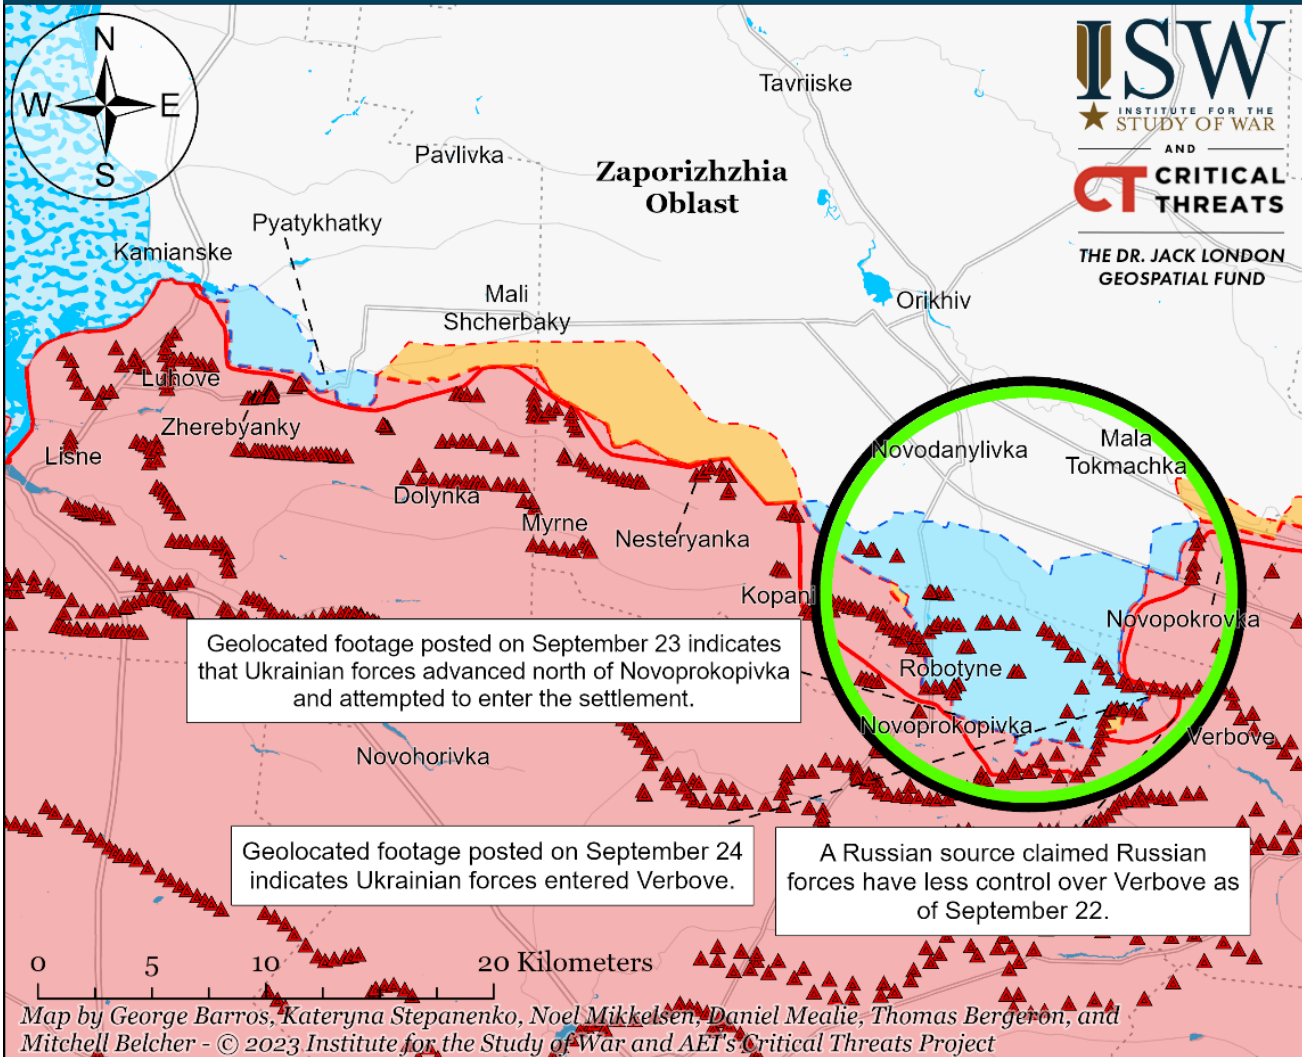 N
W E
S
ISW
INSTITUTE FOR THE
STUDY OF WAR
AND
CT CRITICAL
THREATS
THE DR. JACK LONDON
GEOSPATIAL FUND
Tavriiske
Pavlivka
Zaporizhzhia
Oblast
Pyatykhatky
Kamianske
Mali
Shcherbaky
Orikhiv
Luhove
Zherebyanky
Lisne
Dolynka
Myrne
Nesteryanka
Novodanylivka
Mala
Tokmachka
Kopani
Novopokrovka
Robotyne
Novoprokopivka
Verbove
Novohorivka
Geolocated footage posted on September 23 indicates
that Ukrainian forces advanced north of Novoprokopivka
and attempted to enter the settlement.
Geolocated footage posted on September 24
indicates Ukrainian forces entered Verbove.
A Russian source claimed Russian
forces have less control over Verbove as
of September 22.
0 5 10 20 Kilometers
Map by George Barros, Kateryna Stepanenko, Noel Mikkelsen, Daniel Mealie, Thomas Bergeron, and
Mitchell Belcher - © 2023 Institute for the Study of War and AEI's Critical Threats Project